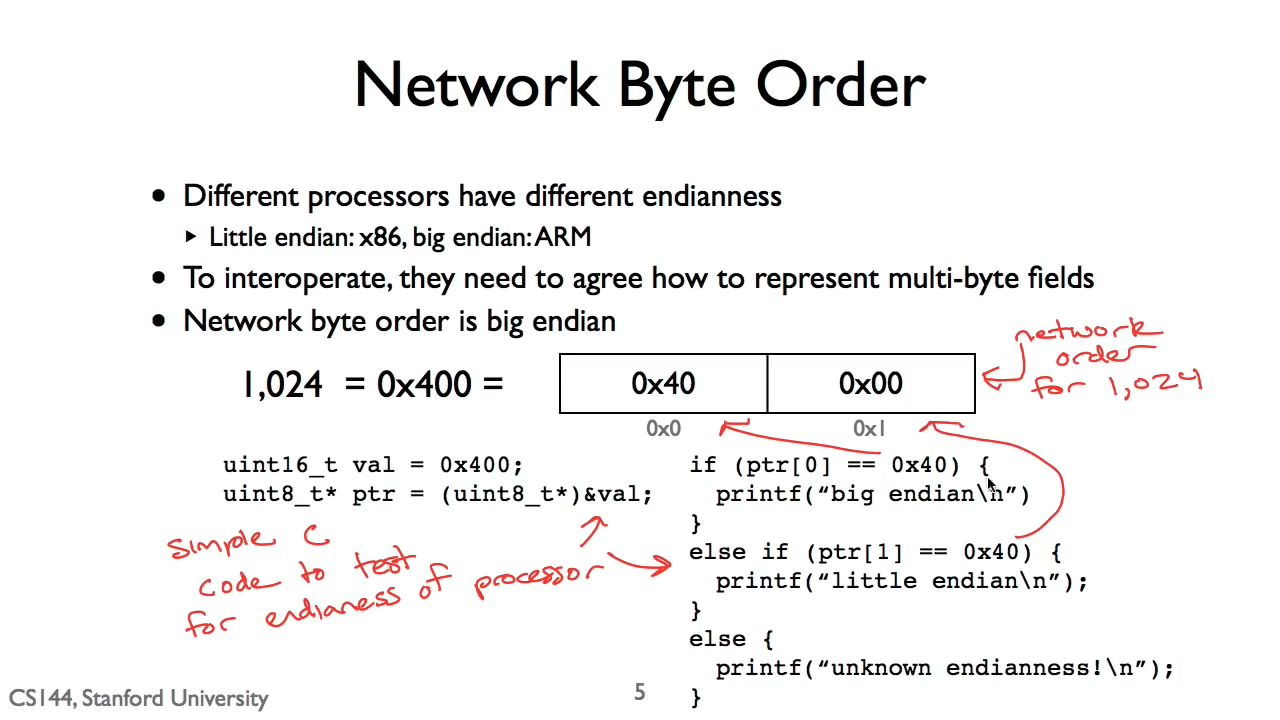 Network Byte Order
• Different processors have different endianness
‣ Little endian: x86, big endian: ARM
• To interoperate, they need to agree how to represent multi-byte fields
• Network byte order is big endian
network
order
for 1,024
1,024 = 0x400 =
0x40 0x00
0x0 0x1
uint16_t val = 0x400;
uint8_t* ptr = (uint8_t*)&val;
simple C
code to test
for endianess of processor
if (ptr[0] == 0x40) {
printf(“big endian\n”)
}
else if (ptr[1] == 0x40) {
printf(“little endian\n”);
}
else {
printf(“unknown endianness!\n”);
}
CS144, Stanford University
5